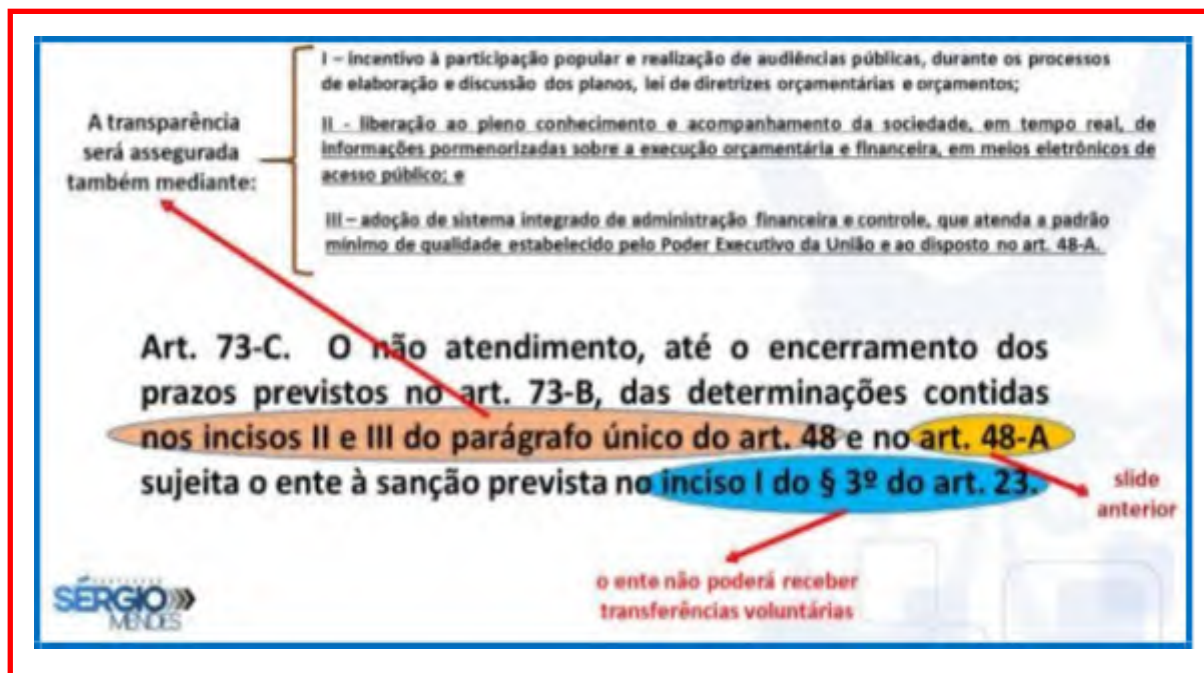 I – incentivo à participação popular e realização de audiências públicas, durante os processos
de elaboração e discussão dos planos, lei de diretrizes orçamentárias e orçamentos;
A transparência
será assegurada
também mediante:
II - liberação ao pleno conhecimento e acompanhamento da sociedade, em tempo real, de
informações pormenorizadas sobre a execução orçamentária e financeira, em meios eletrônicos de
acesso público; e
III – adoção de sistema integrado de administração financeira e controle, que atenda a padrão
mínimo de qualidade estabelecido pelo Poder Executivo da União e ao disposto no art. 48-A.
Art. 73-C. O não atendimento, até o encerramento dos
prazos previstos no art. 73-B, das determinações contidas
nos incisos II e III do parágrafo único do art. 48 e no art. 48-A
sujeita o ente à sanção prevista no inciso I do § 3º do art. 23.
slide
anterior
o ente não poderá receber
transferências voluntárias
SÉRGIO
MENDES